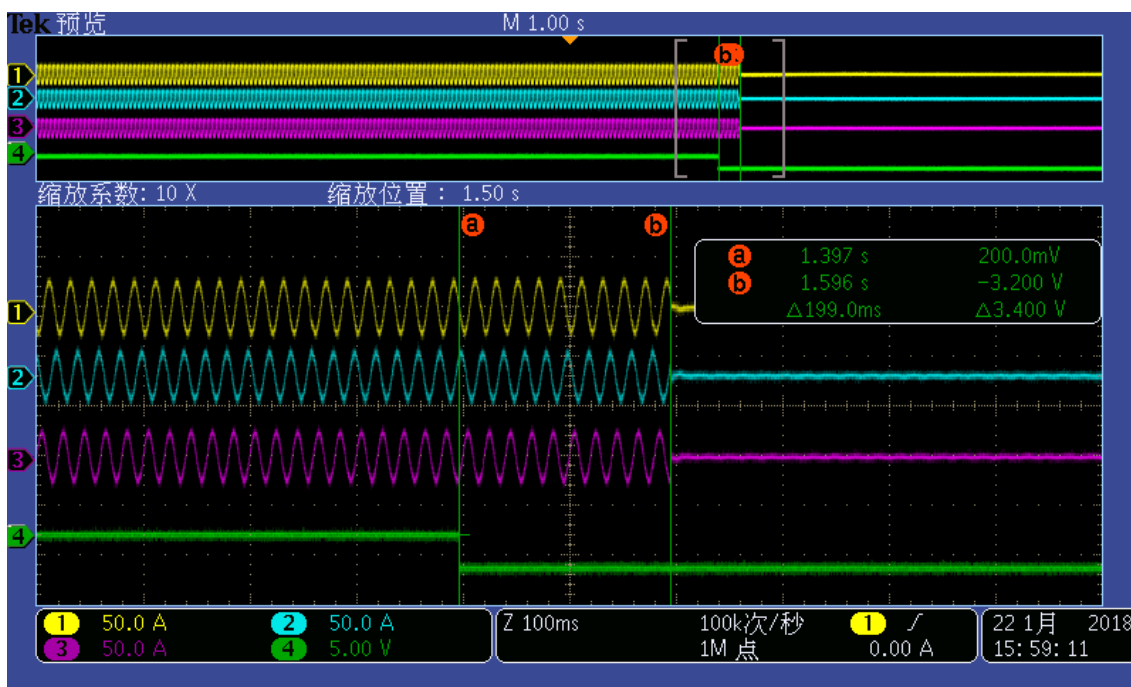 Tek 预览 M 1.00 s
b
1
2
3
4
缩放系数: 10 X 缩放位置: 1.50 s
a b
a 1.397 s 200.0mV
b 1.596 s -3.200 V
△199.0ms △3.400 V
1
2
3
4
1 50.0 A 2 50.0 A Z 100ms 100k次/秒 1 22 1月 2018
3 50.0 A 4 5.00 V 1M 点 0.00 A 15:59:11